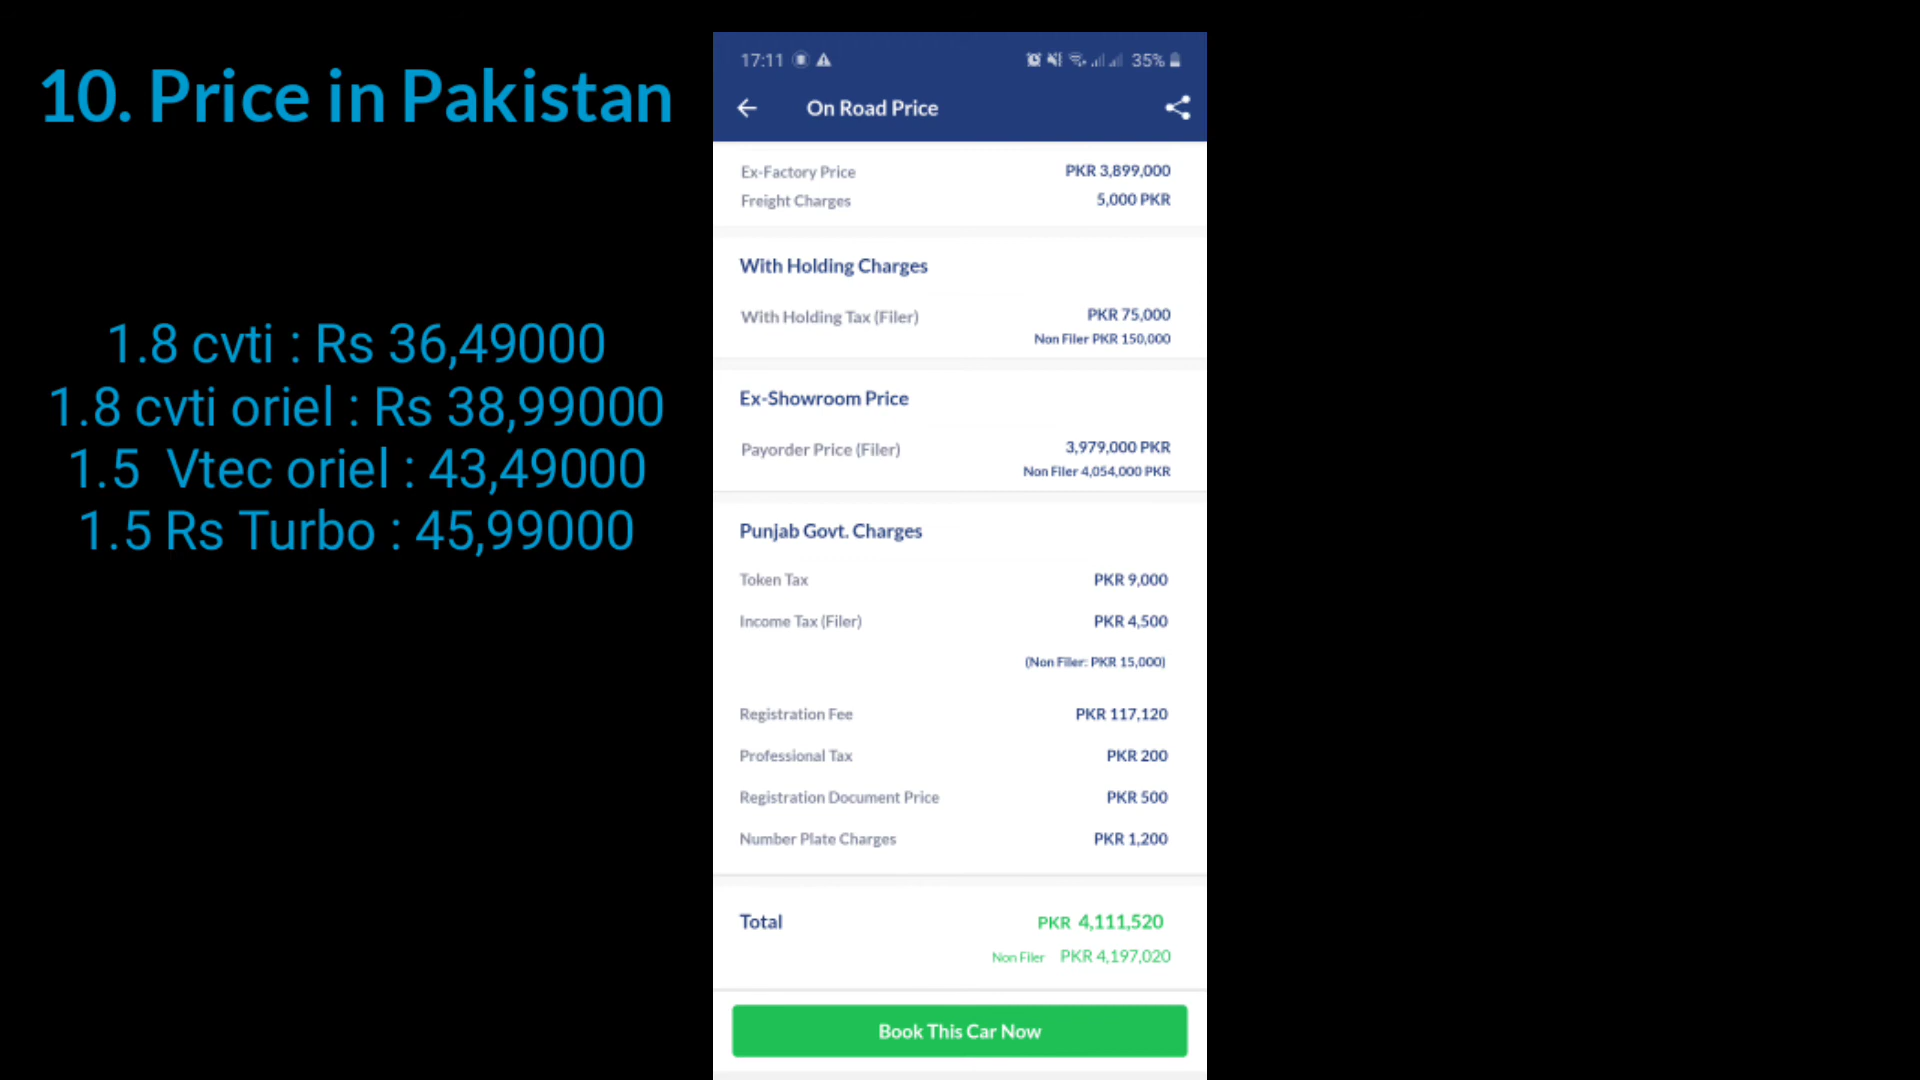 10. Price in Pakistan
1.8 cvti : Rs 36,49000
1.8 cvti oriel : Rs 38,99000
1.5 Vtec oriel : 43,49000
1.5 Rs Turbo : 45,99000
17:11 35%
On Road Price
Ex-Factory Price PKR 3,899,000
Freight Charges 5,000 PKR
With Holding Charges
With Holding Tax (Filer) PKR 75,000
Non Filer PKR 150,000
Ex-Showroom Price
Payorder Price (Filer) 3,979,000 PKR
Non Filer 4,054,000 PKR
Punjab Govt. Charges
Token Tax PKR 9,000
Income Tax (Filer) PKR 4,500
(Non Filer: PKR 15,000)
Registration Fee PKR 117,120
Professional Tax PKR 200
Registration Document Price PKR 500
Number Plate Charges PKR 1,200
Total PKR 4,111,520
Non Filer PKR 4,197,020
Book This Car Now